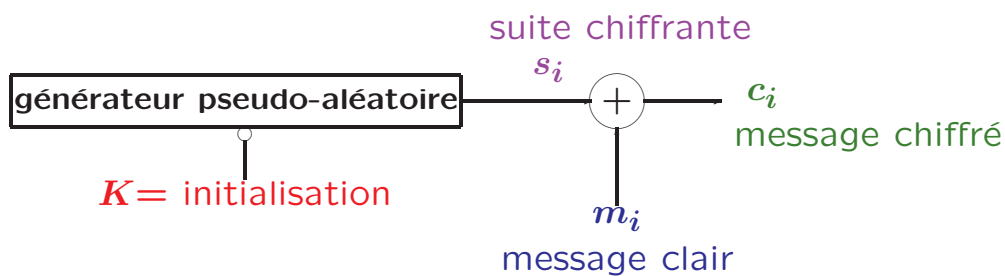 suite chiffrante
s_i
générateur pseudo-aléatoire
+
c_i
message chiffré
K= initialisation
m_i
message clair